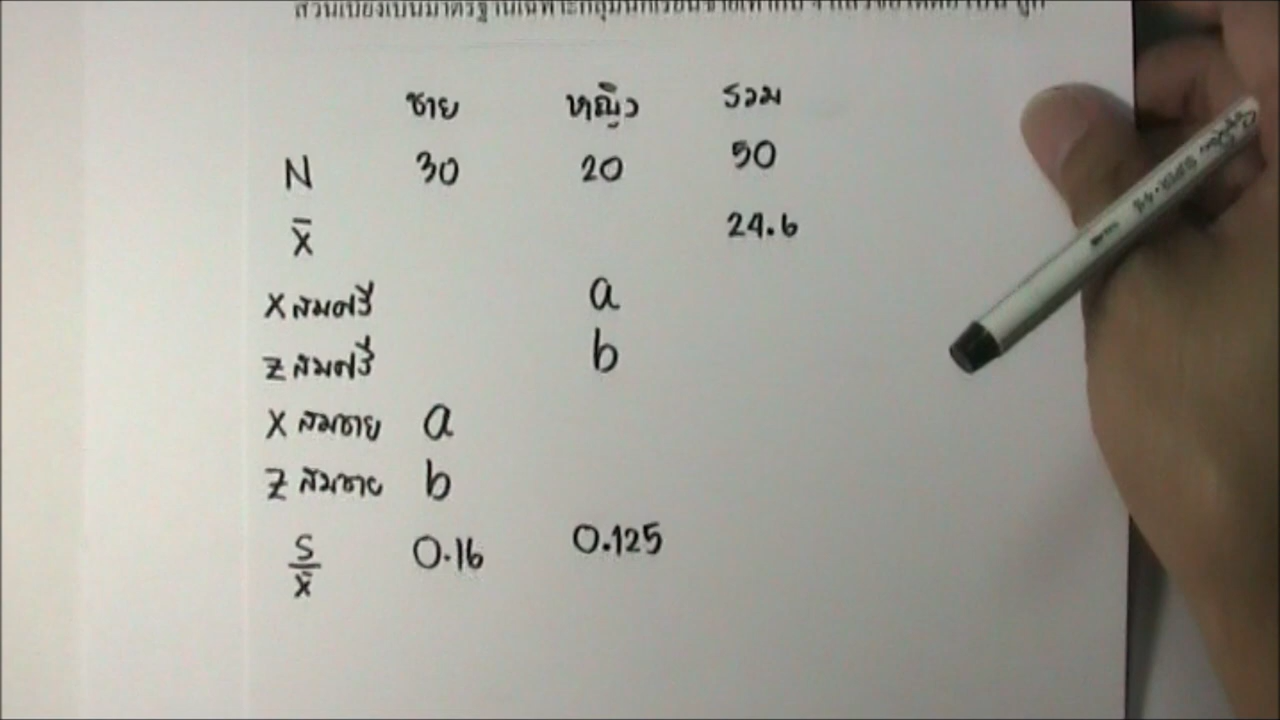 ชาย หญิง รวม
N 30 20 50
X̄ 24.6
X สมศรี a
Z สมศรี b
X สมชาย a
Z สมชาย b
S/X̄ 0.16 0.125